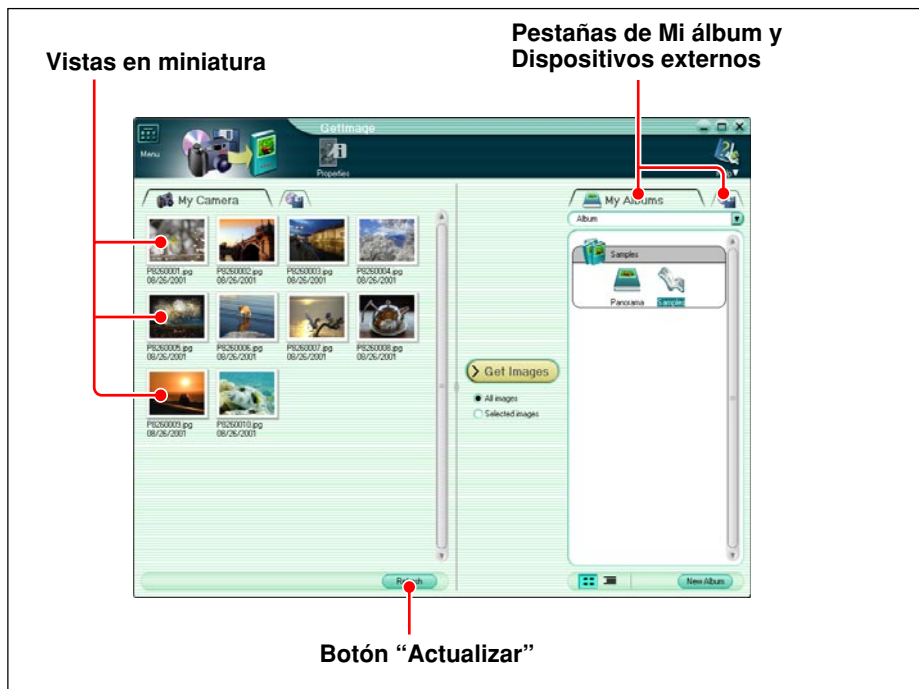 Pestañas de Mi álbum y
Dispositivos externos
Vistas en miniatura
GetImage
Menu
Properties
My Camera
My Albums
Album
P8260001.jpg
08/26/2001
P8260002.jpg
08/26/2001
P8260003.jpg
08/26/2001
P8260004.jpg
08/26/2001
P8260005.jpg
08/26/2001
P8260006.jpg
08/26/2001
P8260007.jpg
08/26/2001
P8260008.jpg
08/26/2001
P8260009.jpg
08/26/2001
P8260010.jpg
08/26/2001
Samples
Panorama
Samples
Get Images
All images
Selected images
Refresh
New Album
Botón “Actualizar”